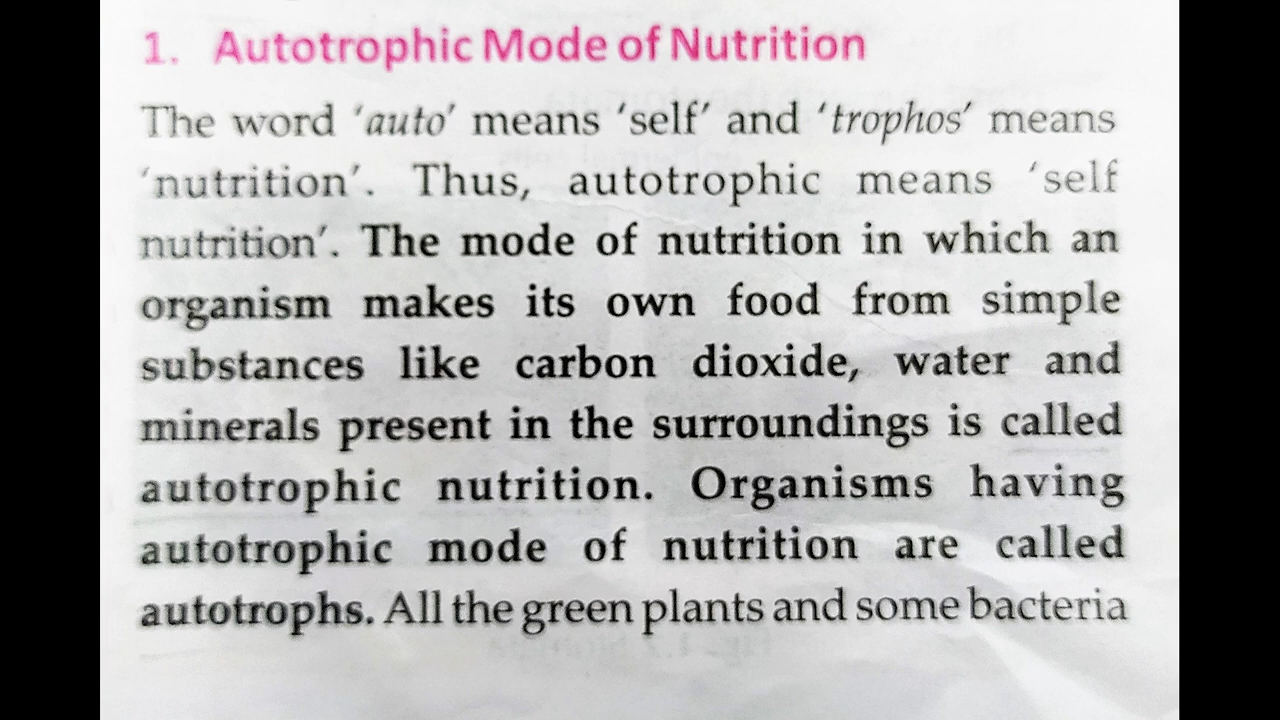 1. Autotrophic Mode of Nutrition
The word ‘auto’ means ‘self’ and ‘trophos’ means
‘nutrition’. Thus, autotrophic means ‘self
nutrition’. The mode of nutrition in which an
organism makes its own food from simple
substances like carbon dioxide, water and
minerals present in the surroundings is called
autotrophic nutrition. Organisms having
autotrophic mode of nutrition are called
autotrophs. All the green plants and some bacteria